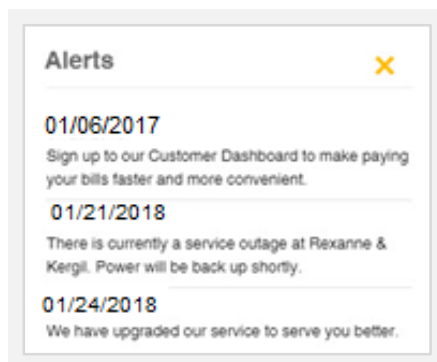 Alerts
01/06/2017
Sign up to our Customer Dashboard to make paying
your bills faster and more convenient.
01/21/2018
There is currently a service outage at Rexanne &
Kergil. Power will be back up shortly.
01/24/2018
We have upgraded our service to serve you better.